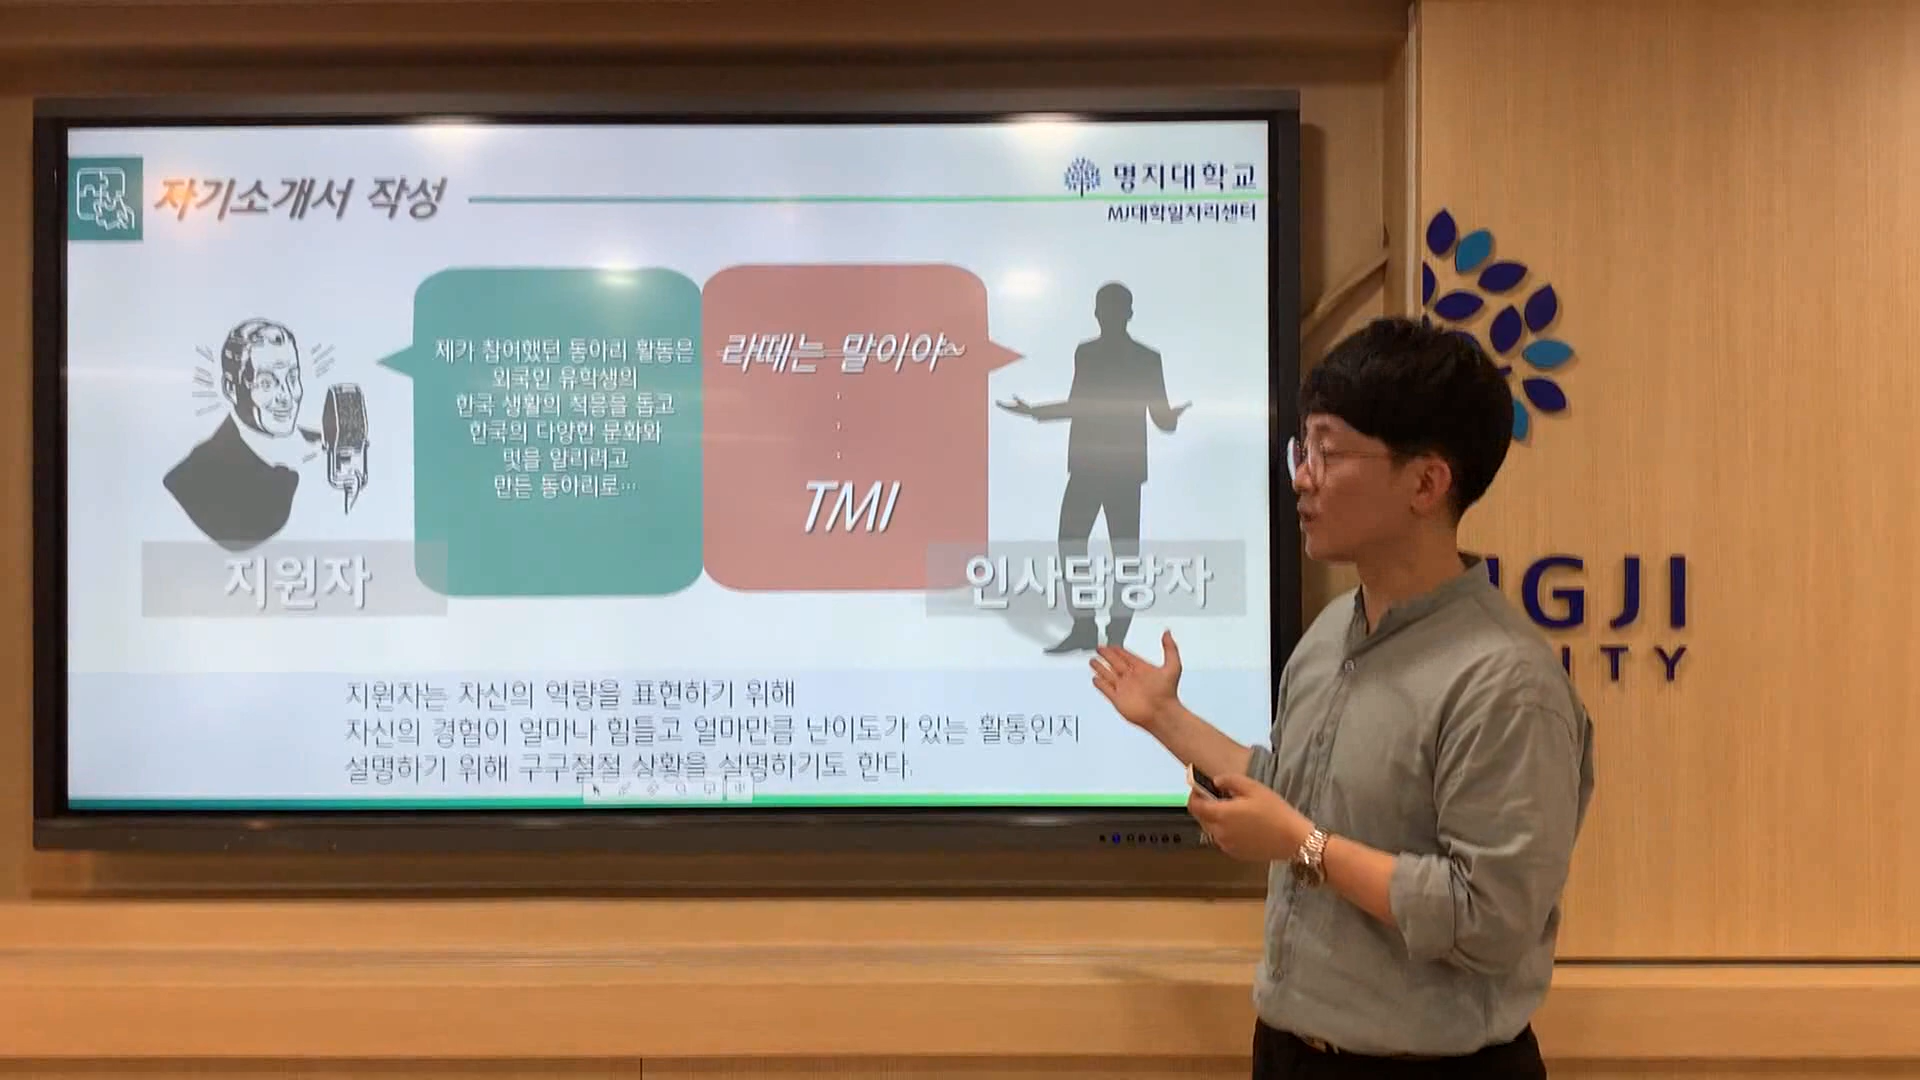 자기소개서 작성
명지대학교
MJ대학일자리센터
제가 참여했던 동아리 활동은
외국인 유학생의
한국 생활의 적응을 돕고
한국의 다양한 문화와
멋을 알리려고
만든 동아리로...
라떼는 말이야~
TMI
지원자
인사담당자
지원자는 자신의 역량을 표현하기 위해
자신의 경험이 얼마나 힘들고 얼마만큼 난이도가 있는 활동인지
설명하기 위해 구구절절 상황을 설명하기도 한다.
NGJI
ITY